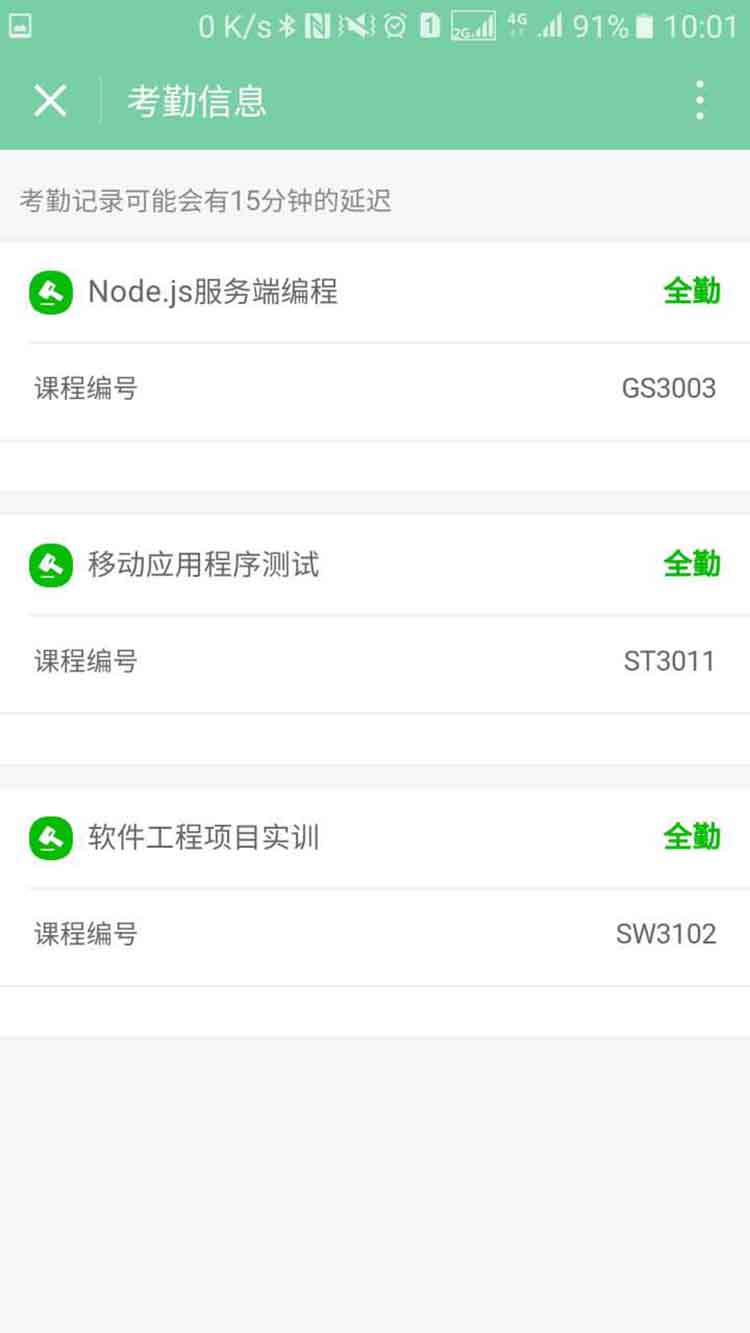 0 K/s 1 2G 4G 91% 10:01
考勤信息
考勤记录可能会有15分钟的延迟
Node.js服务端编程 全勤
课程编号 GS3003
移动应用程序测试 全勤
课程编号 ST3011
软件工程项目实训 全勤
课程编号 SW3102